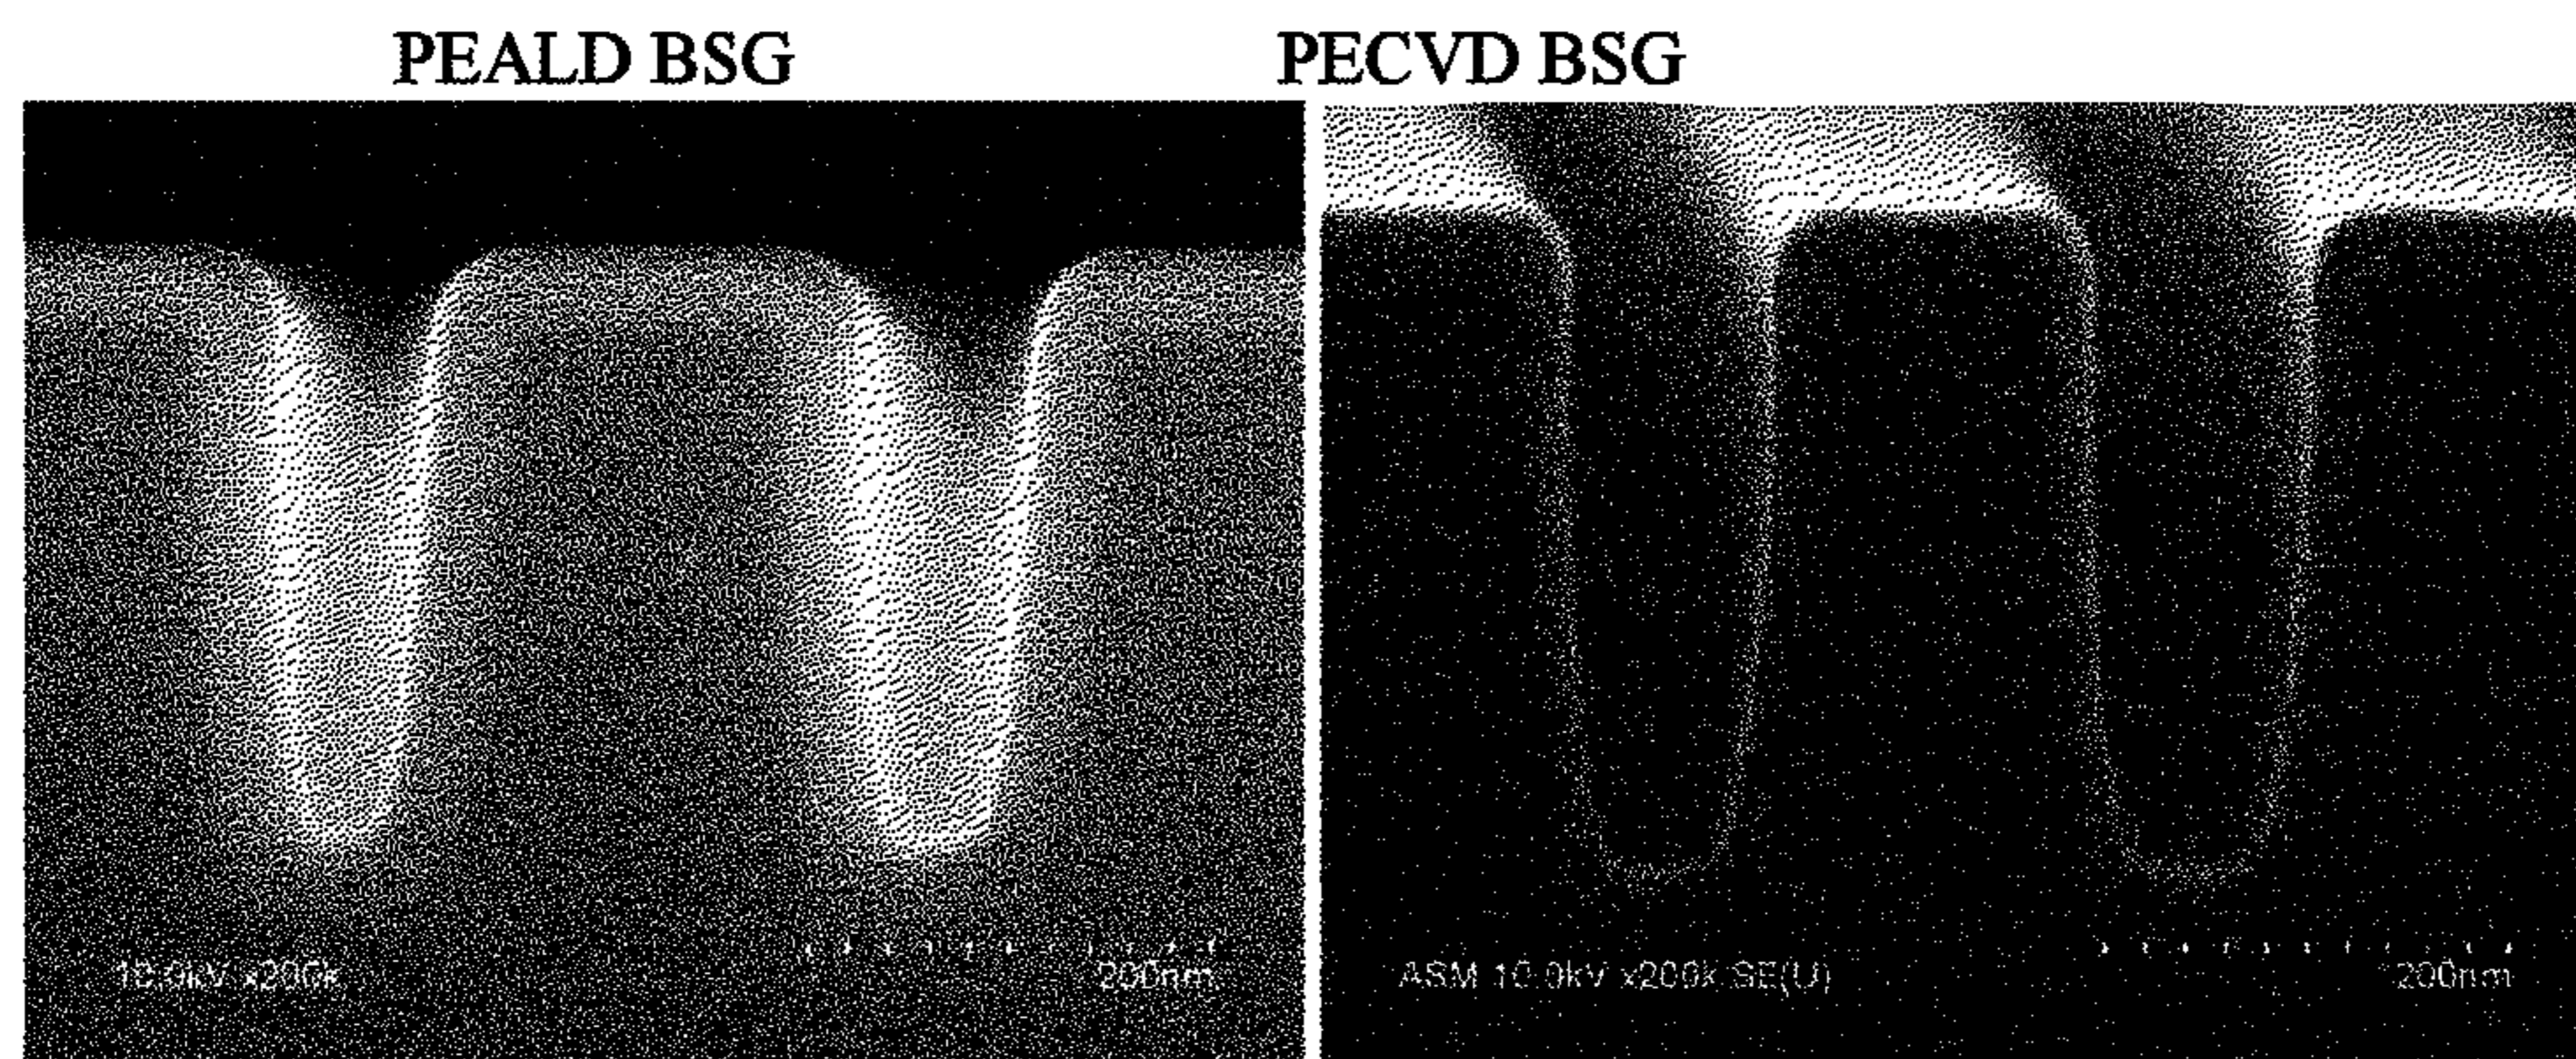 PEALD BSG
PECVD BSG
10.0kV x200k
200nm
ASM 10.0kV x200k SE(U)
200nm